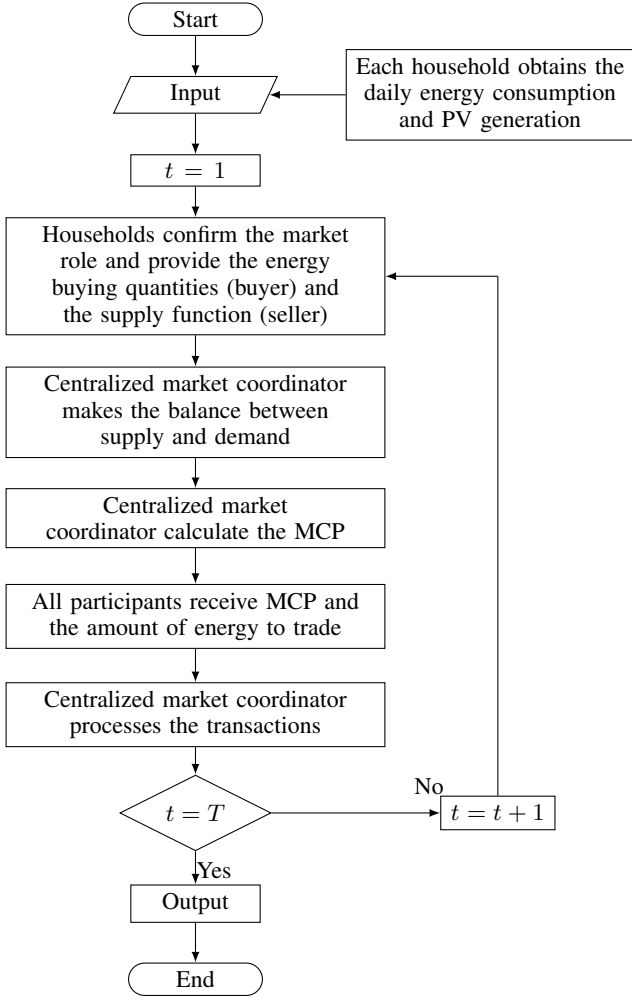 Start
Input
Each household obtains the
daily energy consumption
and PV generation
t = 1
Households confirm the market
role and provide the energy
buying quantities (buyer) and
the supply function (seller)
Centralized market coordinator
makes the balance between
supply and demand
Centralized market
coordinator calculate the MCP
All participants receive MCP and
the amount of energy to trade
Centralized market coordinator
processes the transactions
t = T
No
t = t + 1
Yes
Output
End